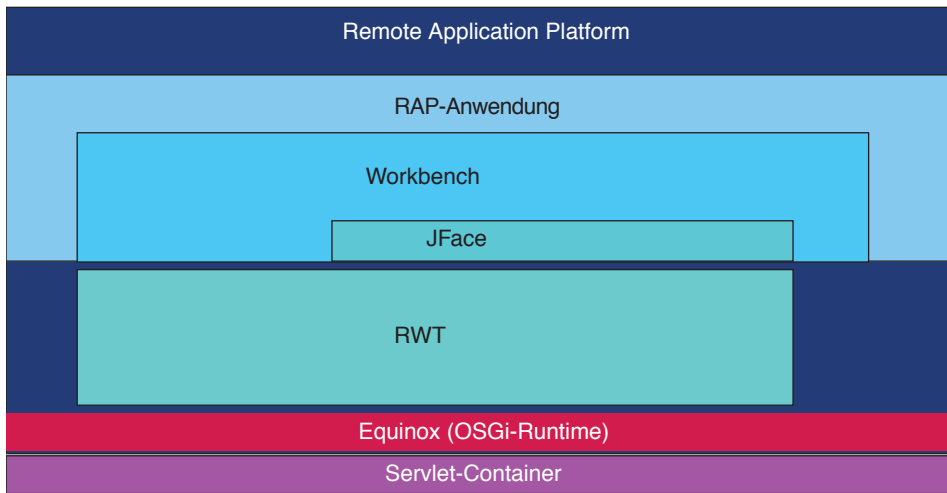 Remote Application Platform
RAP-Anwendung
Workbench
JFace
RWT
Equinox (OSGi-Runtime)
Servlet-Container